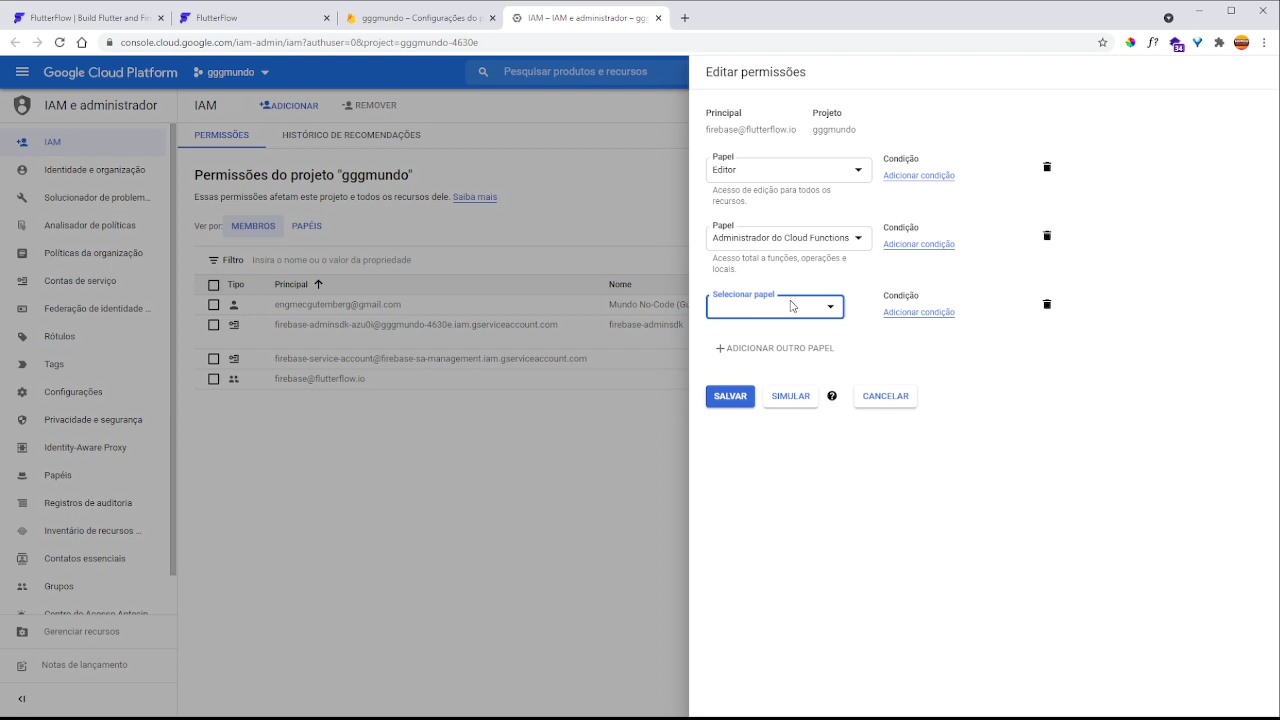 FlutterFlow | Build Flutter and Fir
FlutterFlow
gggmundo – Configurações do p
IAM – IAM e administrador – ggg
console.cloud.google.com/iam-admin/iam?authuser=0&project=gggmundo-4630e
34
f?
Google Cloud Platform
gggmundo
Pesquisar produtos e recursos
IAM e administrador
IAM
Identidade e organização
Solucionador de problem...
Analisador de políticas
Políticas da organização
Contas de serviço
Federação de identidade ...
Rótulos
Tags
Configurações
Privacidade e segurança
Identity-Aware Proxy
Papéis
Registros de auditoria
Inventário de recursos ...
Contatos essenciais
Grupos
Gerenciar recursos
Notas de lançamento
IAM
ADICIONAR
REMOVER
PERMISSÕES
HISTÓRICO DE RECOMENDAÇÕES
Permissões do projeto "gggmundo"
Essas permissões afetam este projeto e todos os recursos dele. Saiba mais
Ver por:
MEMBROS
PAPÉIS
Filtro
Insira o nome ou o valor da propriedade
Tipo
Principal
Nome
engmecgutemberg@gmail.com
Mundo No-Code (Gu
firebase-adminsdk-azu0i@gggmundo-4630e.iam.gserviceaccount.com
firebase-adminsdk
firebase-service-account@firebase-sa-management.iam.gserviceaccount.com
firebase@flutterflow.io
Editar permissões
Principal
Projeto
firebase@flutterflow.io
gggmundo
Papel
Editor
Condição
Adicionar condição
Acesso de edição para todos os
recursos.
Papel
Administrador do Cloud Functions
Condição
Adicionar condição
Acesso total a funções, operações e
locais.
Selecionar papel
Condição
Adicionar condição
ADICIONAR OUTRO PAPEL
SALVAR
SIMULAR
?
CANCELAR